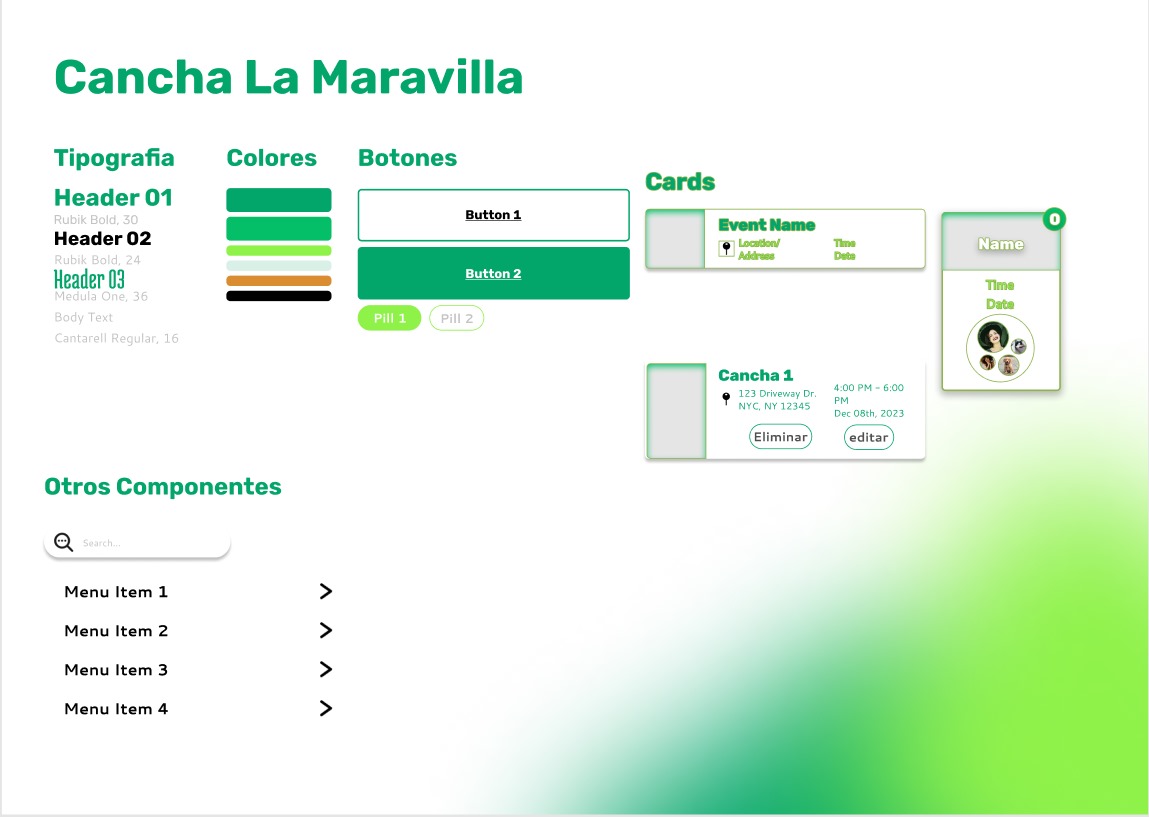 Cancha La Maravilla
Tipografia
Header 01
Rubik Bold, 30
Header 02
Rubik Bold, 24
Header 03
Medula One, 36
Body Text
Cantarell Regular, 16
Colores
Botones
Button 1
Button 2
Pill 1
Pill 2
Cards
Event Name
Location/
Address
Time
Date
0
Name
Time
Date
Cancha 1
123 Driveway Dr.
NYC, NY 12345
4:00 PM - 6:00
PM
Dec 08th, 2023
Eliminar
editar
Otros Componentes
Search...
Menu Item 1
Menu Item 2
Menu Item 3
Menu Item 4